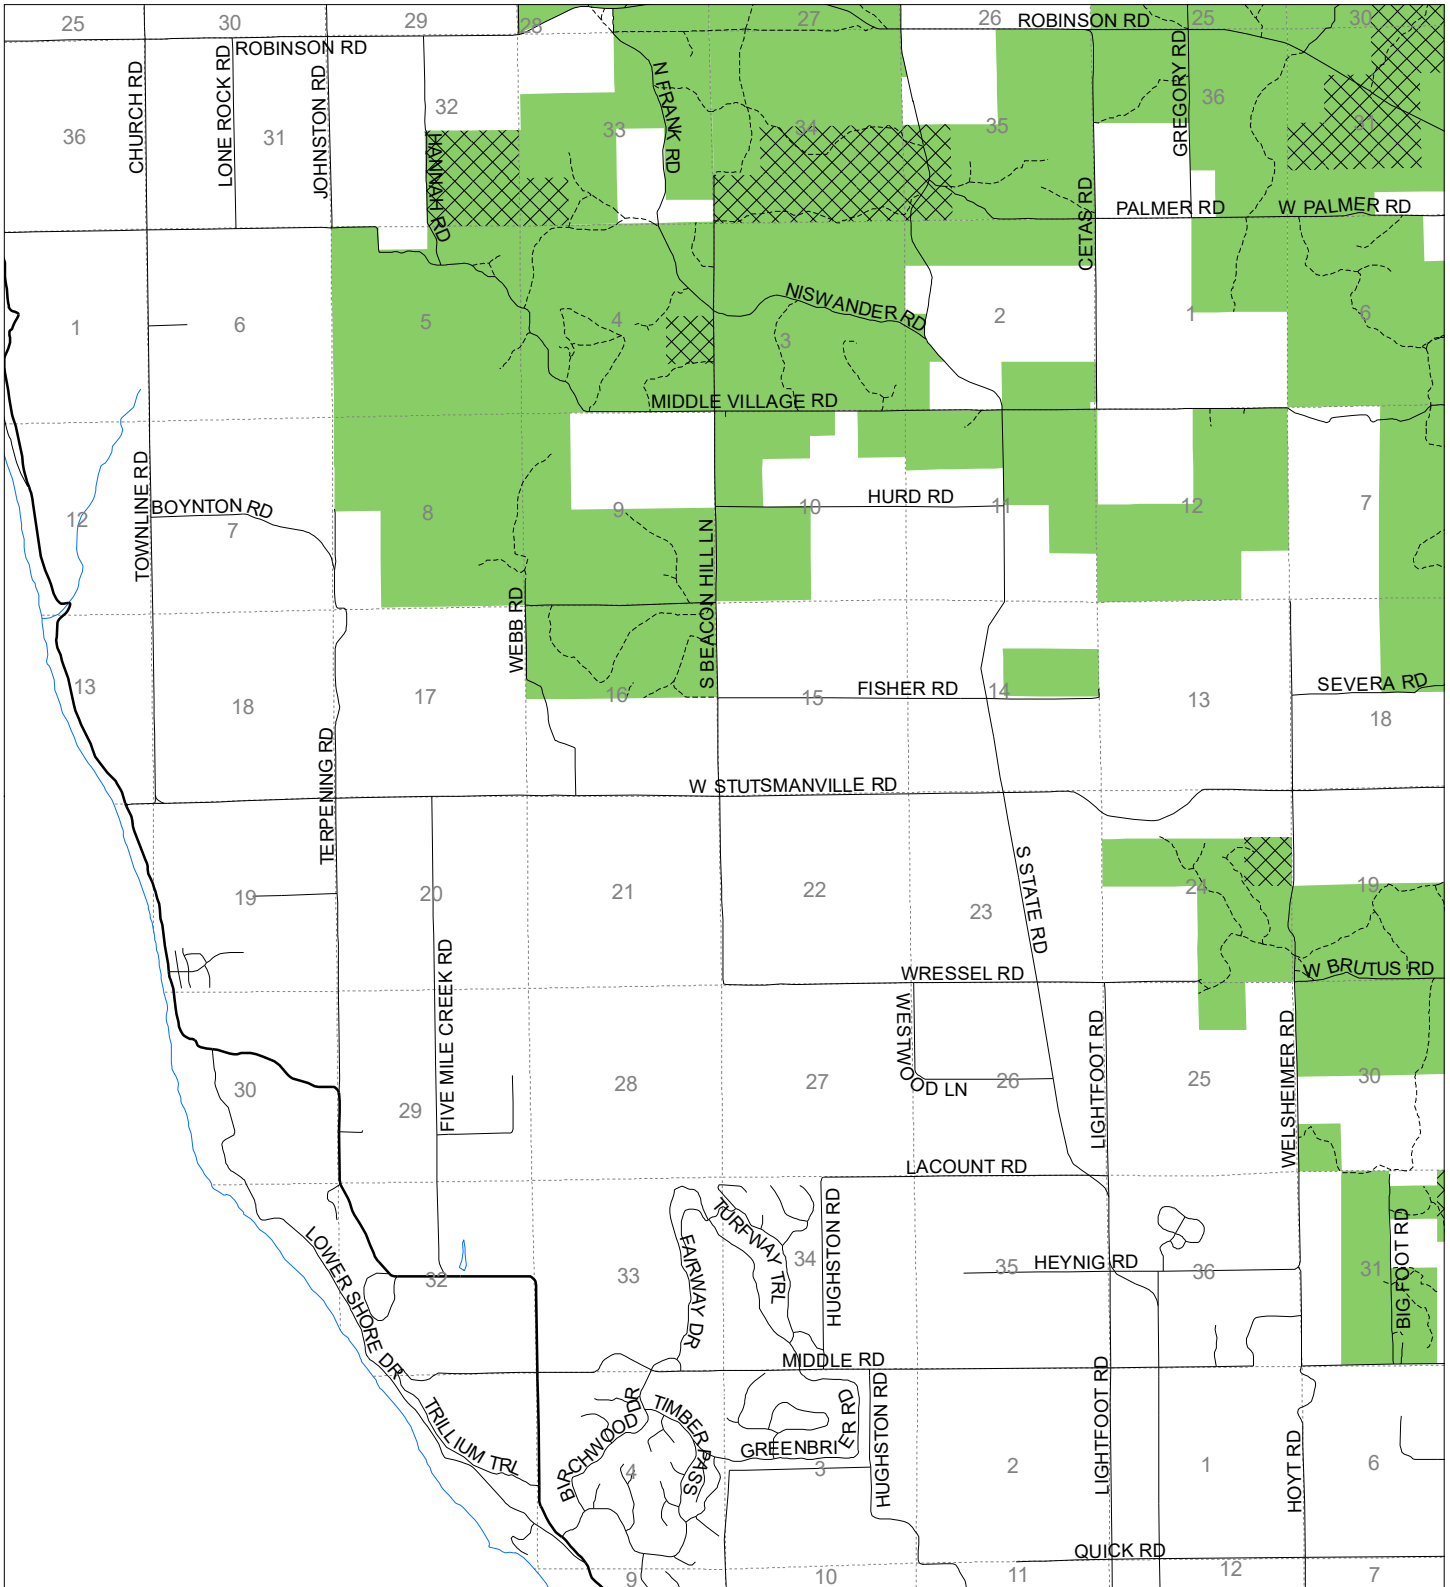 25
30
29
28
27
26
ROBINSON RD
25
30
ROBINSON RD
36
CHURCH RD
LONE ROCK RD
31
JOHNSTON RD
32
HANNAH RD
33
N FRANK RD
34
35
CETAS RD
GREGORY RD
36
31
PALMER RD
W PALMER RD
1
6
5
4
3
NISWANDER RD
2
1
6
MIDDLE VILLAGE RD
12
TOWNLINE RD
BOYNTON RD
7
8
9
10
HURD RD
11
12
7
13
18
17
WEBB RD
16
S BEACON HILL LN
15
FISHER RD
14
13
SEVERA RD
18
TERPENING RD
W STUTSMANVILLE RD
19
20
21
22
23
S STATE RD
24
19
FIVE MILE CREEK RD
WRESSEL RD
W BRUTUS RD
30
29
28
27
WESTWOOD LN
26
LIGHTFOOT RD
25
WELSHEIMER RD
30
LACOUNT RD
LOWER SHORE DR
32
33
FAIRWAY DR
TURFWAY TRL
34
HUGHSTON RD
35
HEYNIG RD
36
31
BIG FOOT RD
MIDDLE RD
TRILLIUM TRL
BIRCHWOOD DR
TIMBER PASS
4
GREENBRIER RD
3
HUGHSTON RD
2
LIGHTFOOT RD
1
HOYT RD
6
QUICK RD
9
10
11
12
7